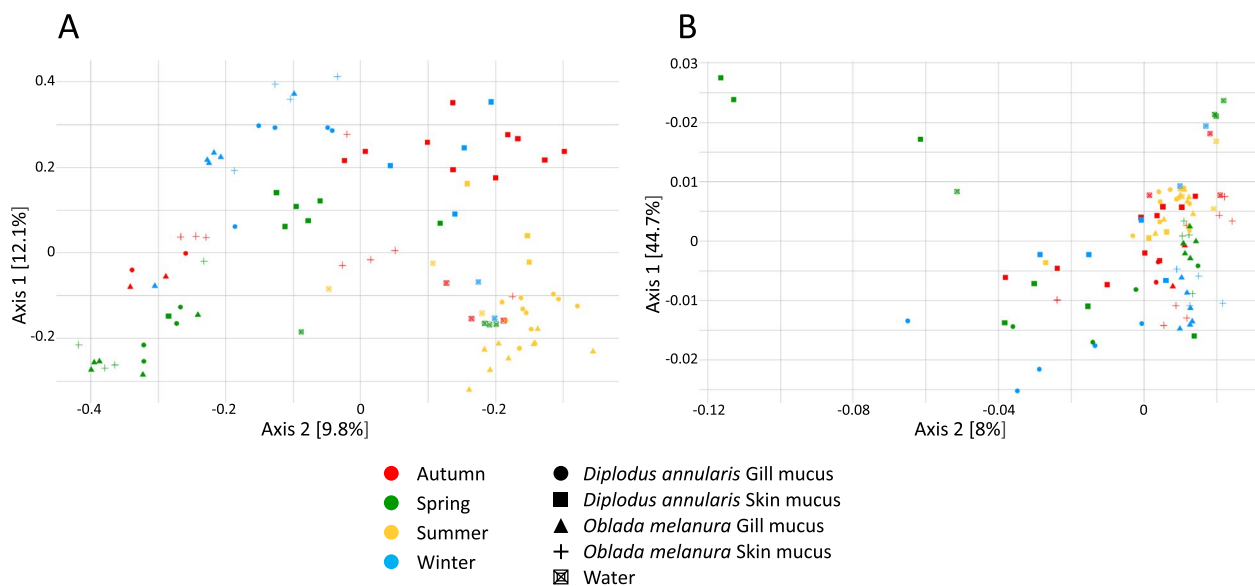 A
B
0.4
0.2
0
-0.2
Axis 1 [12.1%]
-0.4
-0.2
0
-0.2
Axis 2 [9.8%]
0.03
-0.02
0.01
0
-0.01
-0.02
Axis 1 [44.7%]
-0.12
-0.08
-0.04
0
Axis 2 [8%]
Autumn
Spring
Summer
Winter
Diplodus annularis Gill mucus
Diplodus annularis Skin mucus
Oblada melanura Gill mucus
Oblada melanura Skin mucus
Water